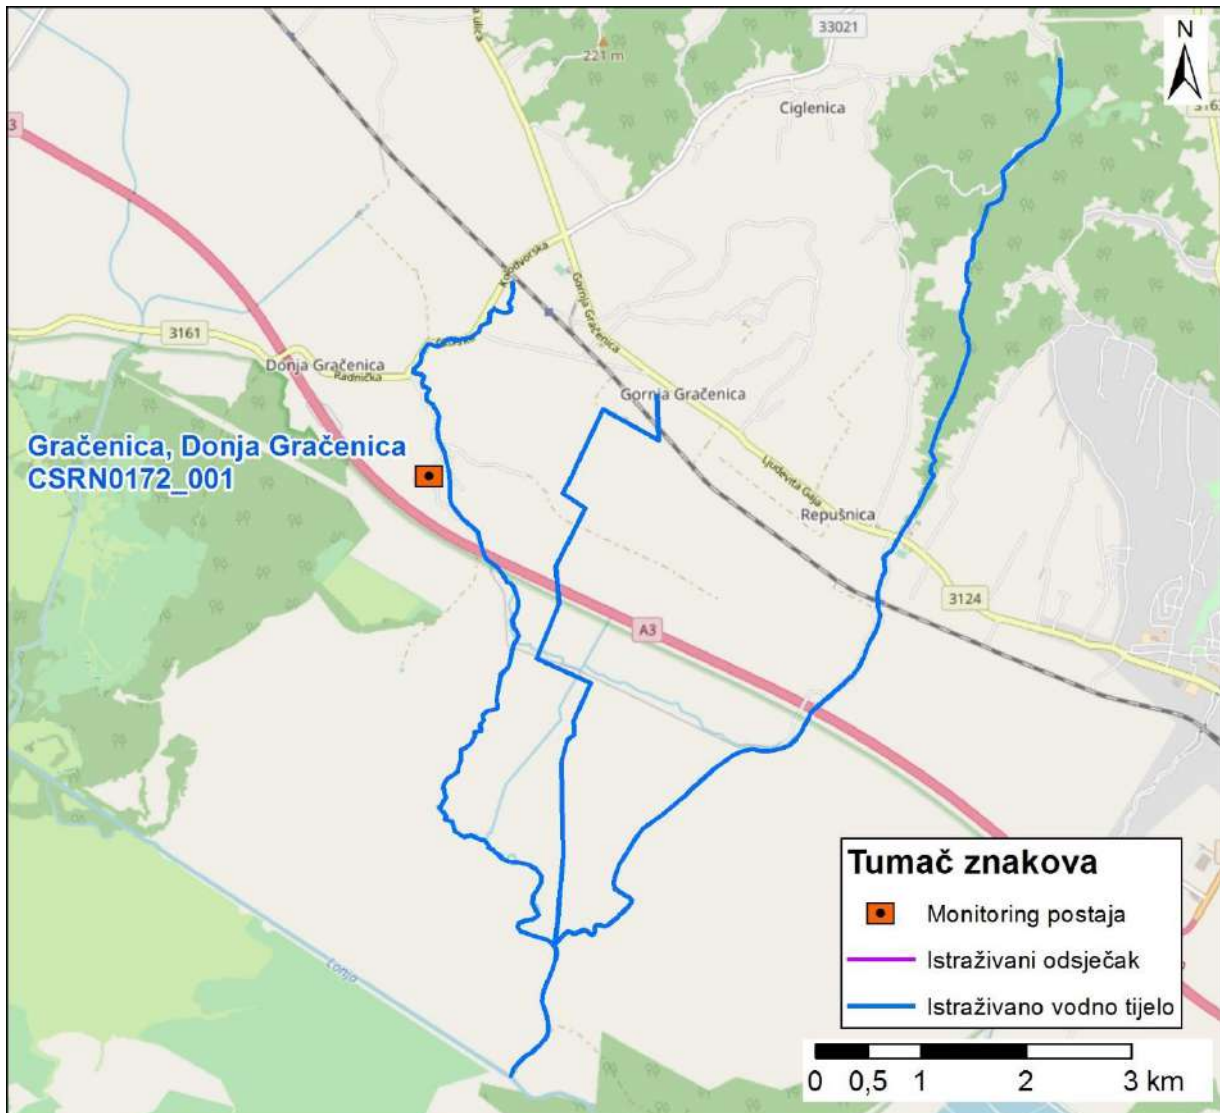 N
33021
221 m
Ciglenica
Kolodvorska
Gornja Gračenica
3161
Donja Gračenica
Radnička
Gornja Gračenica
Gračenica, Donja Gračenica
CSRN0172_001
Ljudevita Gaja
Repušnica
3124
A3
Lonja
Tumač znakova
Monitoring postaja
Istraživani odsječak
Istraživano vodno tijelo
0 0,5 1 2 3 km